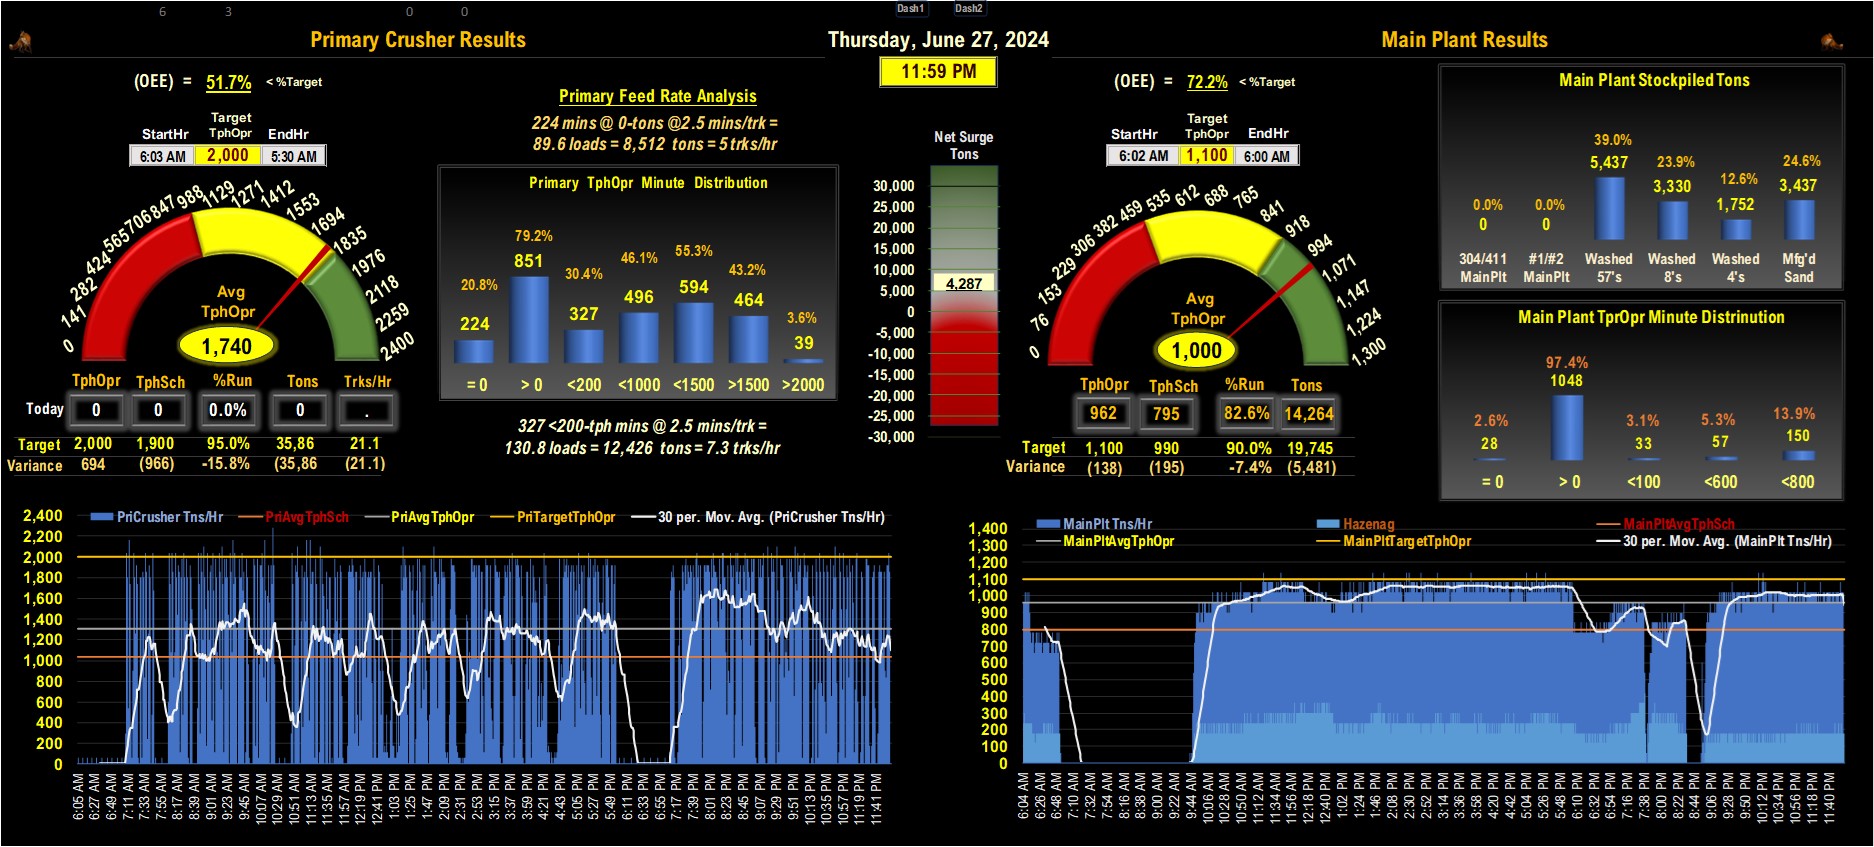 6 3 0 0 Dash1 Dash2
Primary Crusher Results
Thursday, June 27, 2024
Main Plant Results
11:59 PM
(OEE) = 51.7% < %Target
StartHr Target TphOpr EndHr
6:03 AM 2,000 5:30 AM
0 141 282 424 565 706 847 988 1129 1271 1412 1553 1694 1835 1976 2118 2259 2400
Avg
TphOpr
1,740
TphOpr TphSch %Run Tons Trks/Hr
Today 0 0 0.0% 0 .
Target 2,000 1,900 95.0% 35,86 21.1
Variance 694 (966) -15.8% (35,86 (21.1)
Primary Feed Rate Analysis
224 mins @ 0-tons @2.5 mins/trk =
89.6 loads = 8,512 tons = 5 trks/hr
Primary TphOpr Minute Distribution
20.8% 79.2% 30.4% 46.1% 55.3% 43.2% 3.6%
224 851 327 496 594 464 39
= 0 > 0 <200 <1000 <1500 >1500 >2000
327 <200-tph mins @ 2.5 mins/trk =
130.8 loads = 12,426 tons = 7.3 trks/hr
Net Surge
Tons
30,000
25,000
20,000
15,000
10,000
4,287
5,000
0
-5,000
-10,000
-15,000
-20,000
-25,000
-30,000
(OEE) = 72.2% < %Target
StartHr Target TphOpr EndHr
6:02 AM 1,100 6:00 AM
0 76 153 229 306 382 459 535 612 688 765 841 918 994 1,071 1,147 1,224 1,300
Avg
TphOpr
1,000
TphOpr TphSch %Run Tons
962 795 82.6% 14,264
Target 1,100 990 90.0% 19,745
Variance (138) (195) -7.4% (5,481)
Main Plant Stockpiled Tons
0.0% 0.0% 39.0% 23.9% 12.6% 24.6%
0 0 5,437 3,330 1,752 3,437
304/411 #1/#2 Washed Washed Washed Mfg'd
MainPlt MainPlt 57's 8's 4's Sand
Main Plant TprOpr Minute Distrinution
2.6% 97.4% 3.1% 5.3% 13.9%
28 1048 33 57 150
= 0 > 0 <100 <600 <800
PriCrusher Tns/Hr PriAvgTphSch PriAvgTphOpr PriTargetTphOpr 30 per. Mov. Avg. (PriCrusher Tns/Hr)
2,400
2,200
2,000
1,800
1,600
1,400
1,200
1,000
800
600
400
200
0
6:05 AM 6:27 AM 6:49 AM 7:11 AM 7:33 AM 7:55 AM 8:17 AM 8:39 AM 9:01 AM 9:23 AM 9:45 AM 10:07 AM 10:29 AM 10:51 AM 11:13 AM 11:35 AM 11:57 AM 12:19 PM 12:41 PM 1:03 PM 1:25 PM 1:47 PM 2:09 PM 2:31 PM 2:53 PM 3:15 PM 3:37 PM 3:59 PM 4:21 PM 4:43 PM 5:05 PM 5:27 PM 5:49 PM 6:11 PM 6:33 PM 6:55 PM 7:17 PM 7:39 PM 8:01 PM 8:23 PM 8:45 PM 9:07 PM 9:29 PM 9:51 PM 10:13 PM 10:35 PM 10:57 PM 11:19 PM 11:41 PM
MainPlt Tns/Hr Hazenag MainPltAvgTphSch
MainPltAvgTphOpr MainPltTargetTphOpr 30 per. Mov. Avg. (MainPlt Tns/Hr)
1,400
1,300
1,200
1,100
1,000
900
800
700
600
500
400
300
200
100
0
6:04 AM 6:26 AM 6:48 AM 7:10 AM 7:32 AM 7:54 AM 8:16 AM 8:38 AM 9:00 AM 9:22 AM 9:44 AM 10:06 AM 10:28 AM 10:50 AM 11:12 AM 11:34 AM 11:56 AM 12:18 PM 12:40 PM 1:02 PM 1:24 PM 1:46 PM 2:08 PM 2:30 PM 2:52 PM 3:14 PM 3:36 PM 3:58 PM 4:20 PM 4:42 PM 5:04 PM 5:26 PM 5:48 PM 6:10 PM 6:32 PM 6:54 PM 7:16 PM 7:38 PM 8:00 PM 8:22 PM 8:44 PM 9:06 PM 9:28 PM 9:50 PM 10:12 PM 10:34 PM 10:56 PM 11:18 PM 11:40 PM